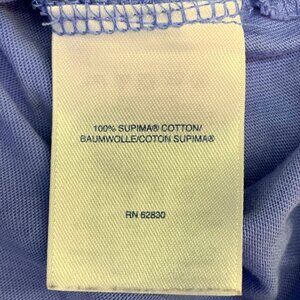 100% SUPIMA® COTTON/
BAUMWOLLE/COTON SUPIMA®
RN 62830